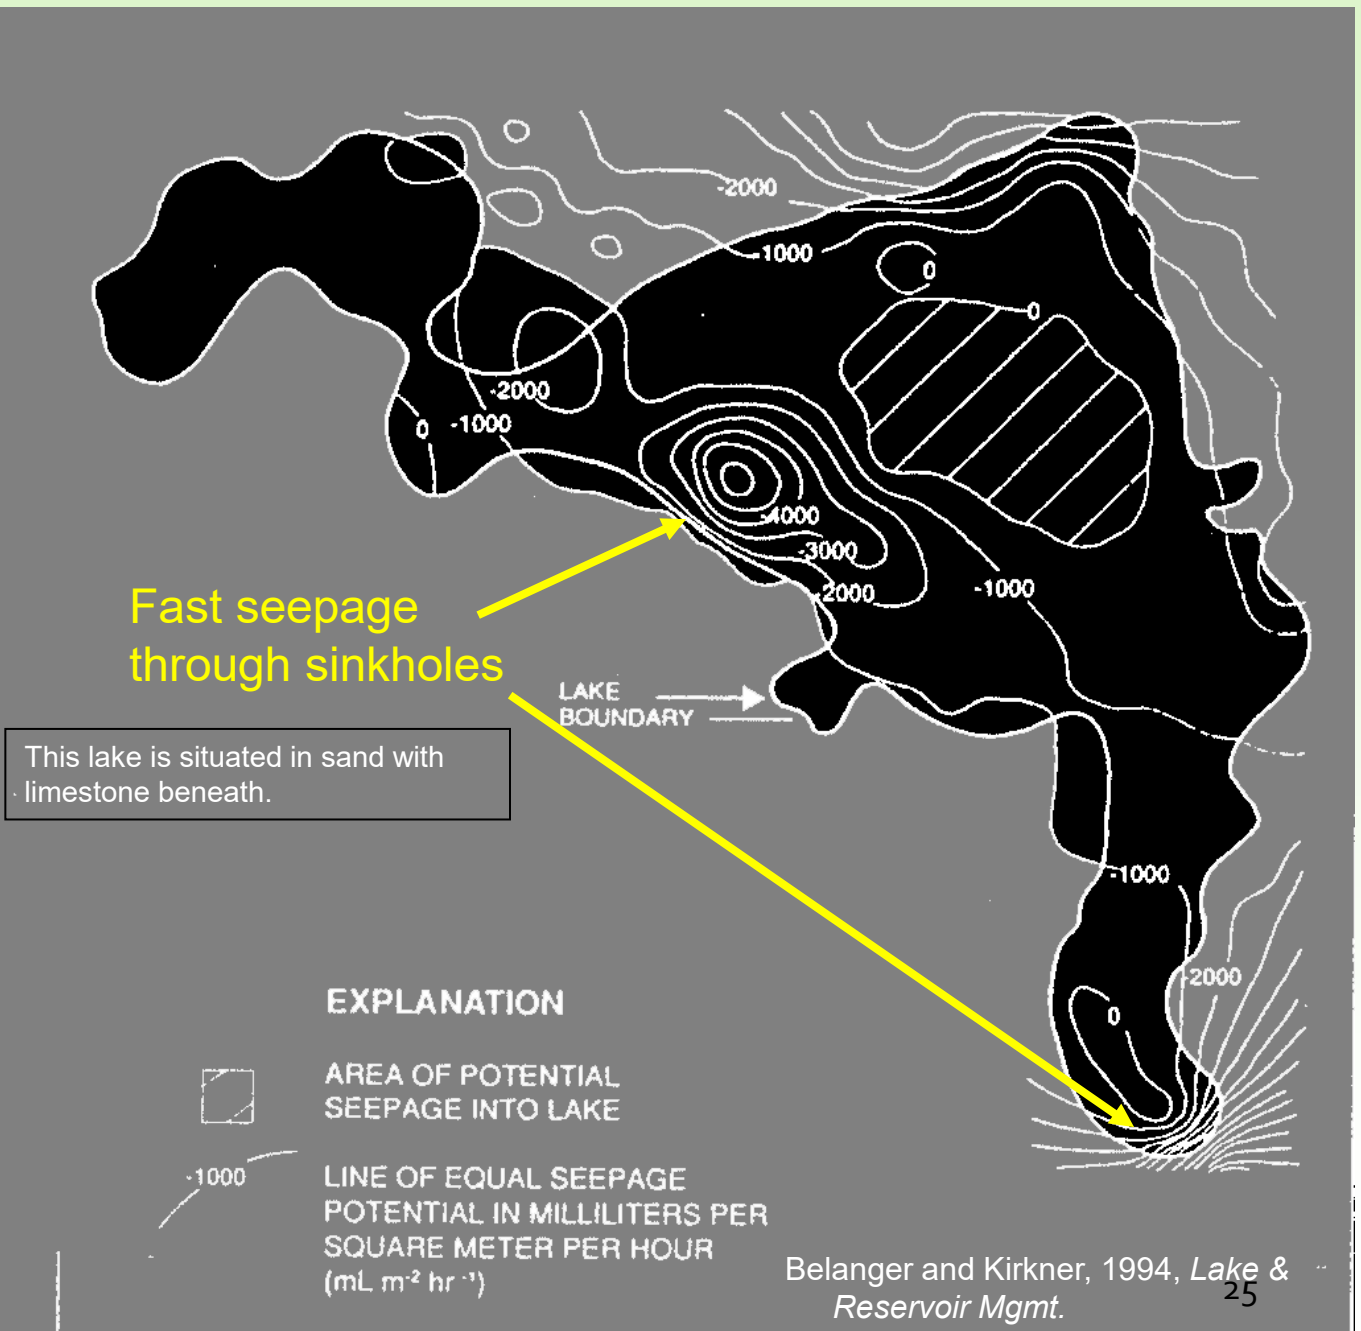 -2000
-1000
0
0
-2000
0
-1000
-4000
-3000
-2000
-1000
Fast seepage
through sinkholes
LAKE
BOUNDARY
This lake is situated in sand with
limestone beneath.
-1000
-2000
0
EXPLANATION
AREA OF POTENTIAL
SEEPAGE INTO LAKE
-1000
LINE OF EQUAL SEEPAGE
POTENTIAL IN MILLILITERS PER
SQUARE METER PER HOUR
(mL m-² hr -¹)
Belanger and Kirkner, 1994, Lake &
Reservoir Mgmt.
25